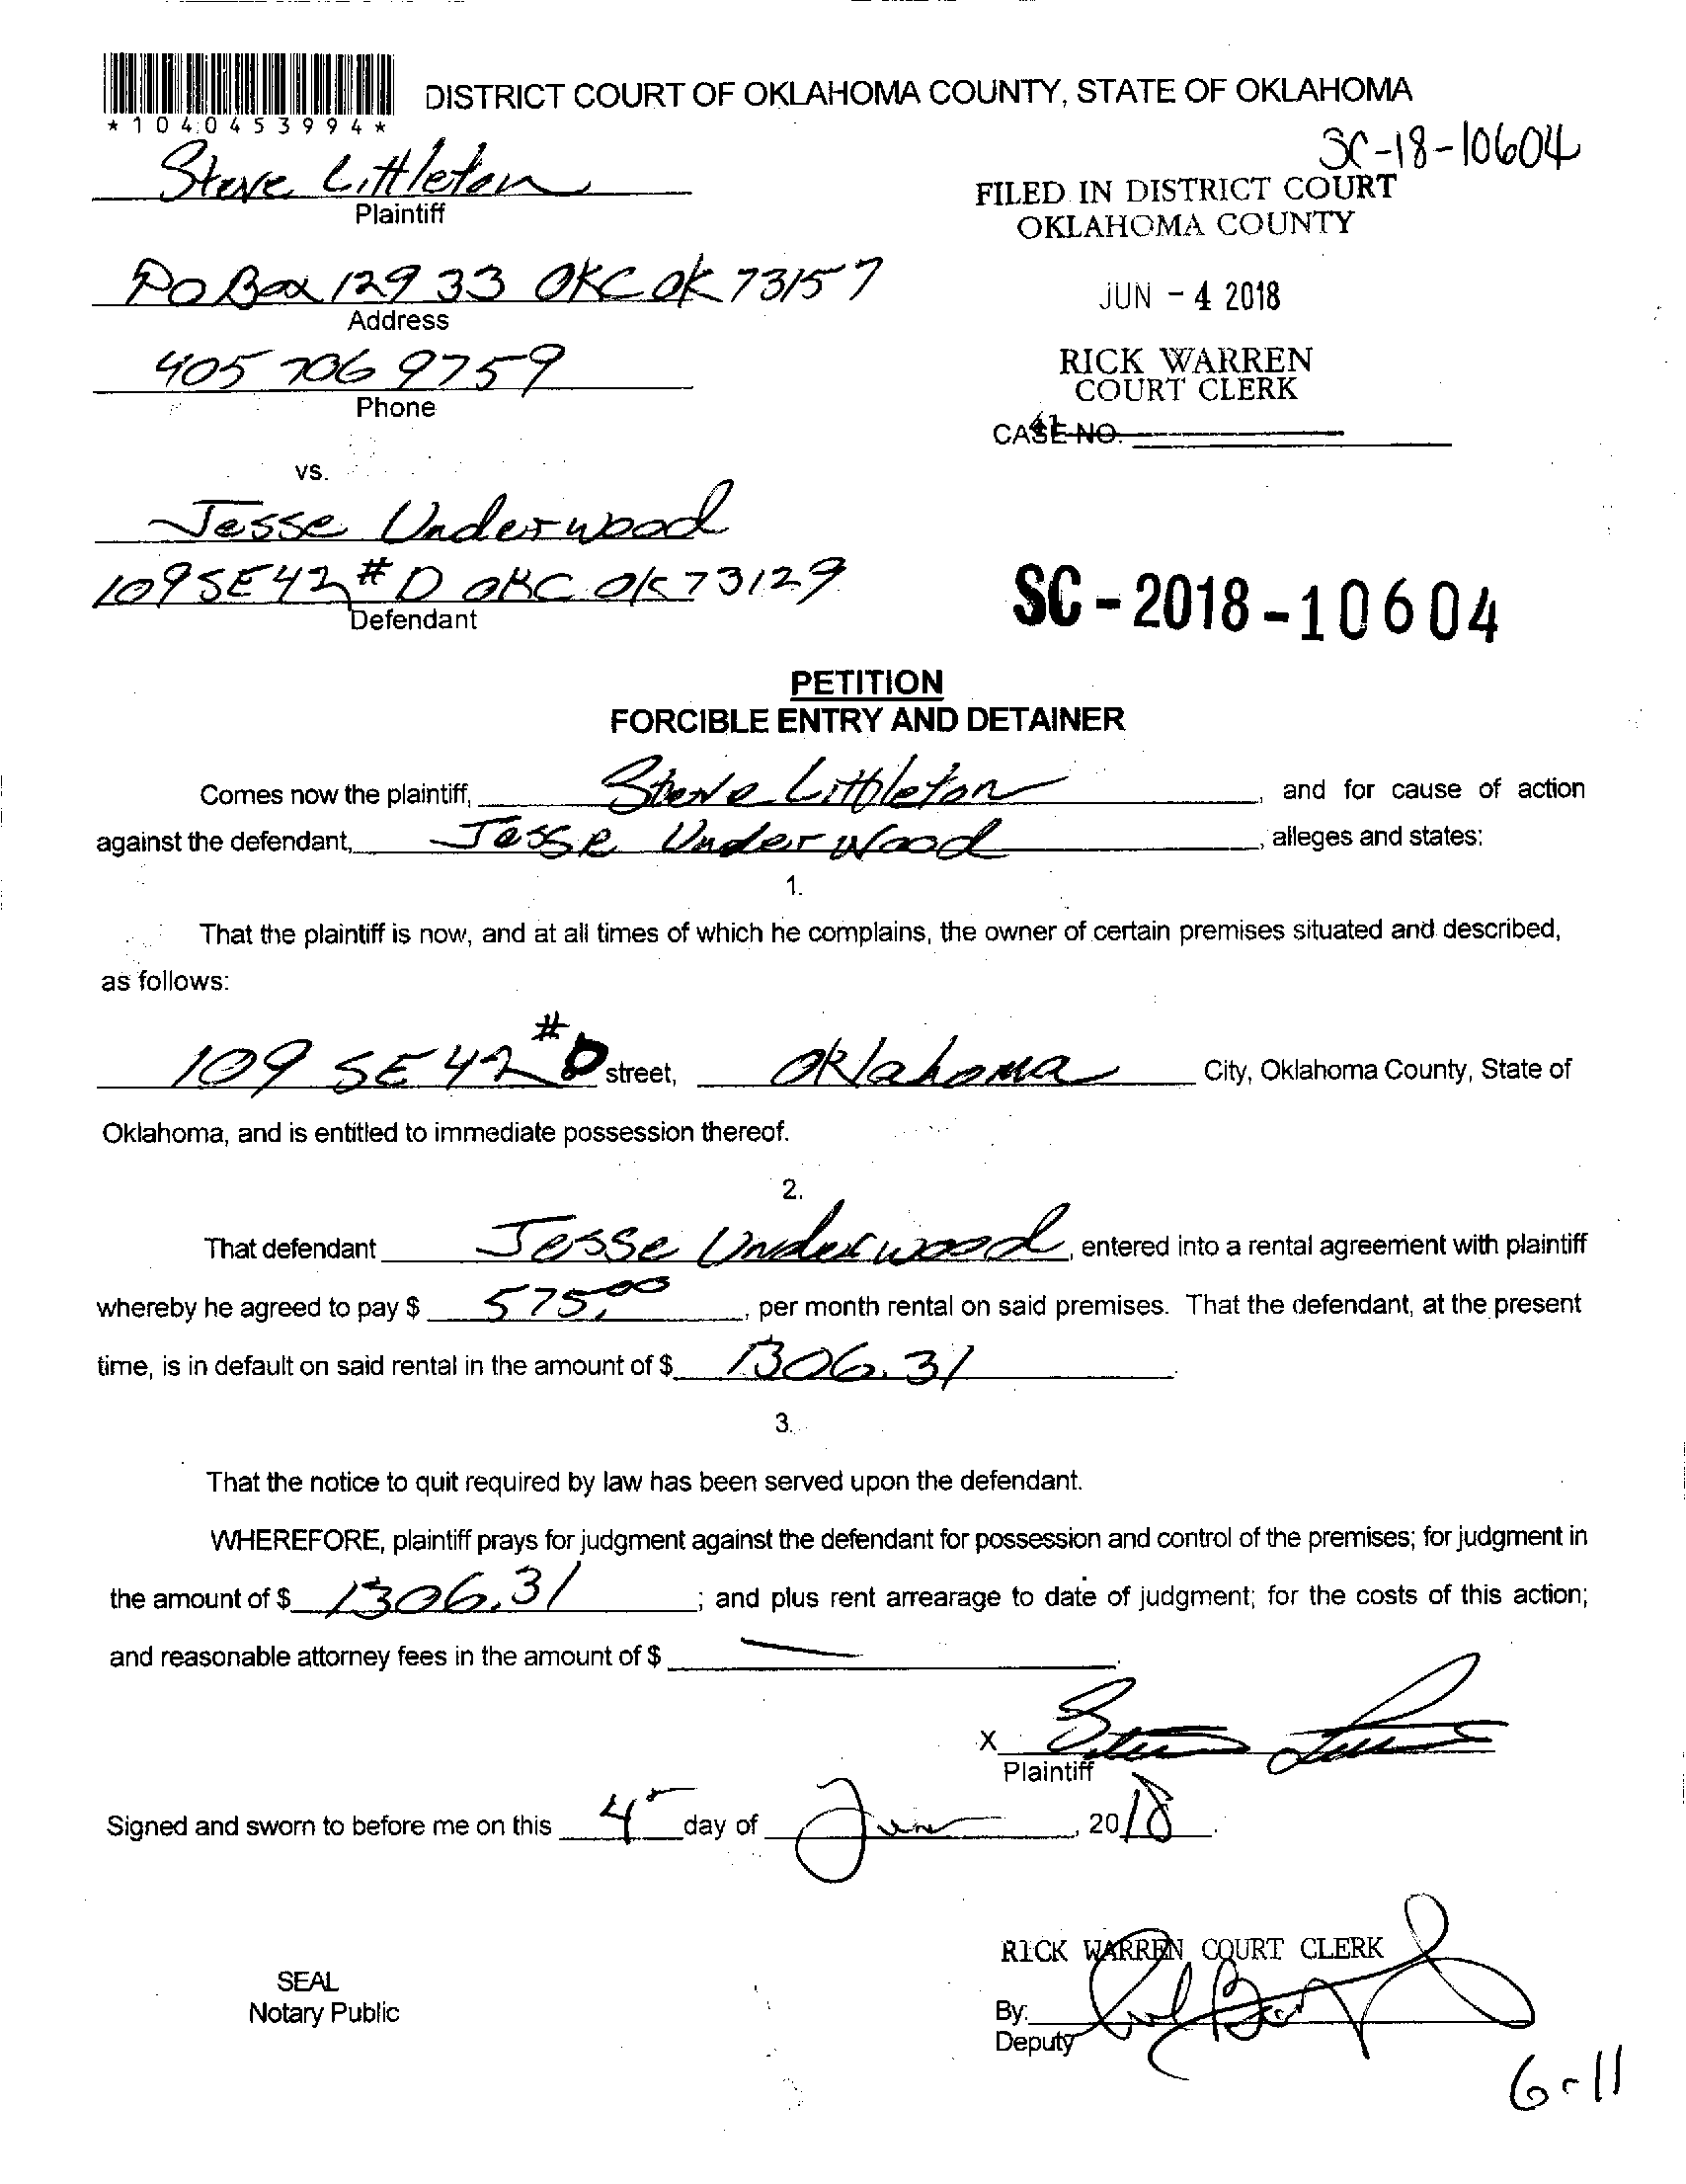 DISTRICT COURT OF OKLAHOMA COUNTY, STATE OF OKLAHOMA
*1040453994*
SC-18-10604
Steve Littleton
Plaintiff
FILED IN DISTRICT COURT
OKLAHOMA COUNTY
PO Box 12933 OKC OK 73157
Address
JUN - 4 2018
405 706 9759
Phone
RICK WARREN
COURT CLERK
41
CASE NO.
vs.
Jesse Underwood
109 SE 42 # D OKC OK 73129
Defendant
SC - 2018 - 10604
PETITION
FORCIBLE ENTRY AND DETAINER
Comes now the plaintiff, Steve Littleton, and for cause of action
against the defendant, Jesse Underwood, alleges and states:
1.
That the plaintiff is now, and at all times of which he complains, the owner of certain premises situated and described,
as follows:
109 SE 42 #D street, Oklahoma City, Oklahoma County, State of
Oklahoma, and is entitled to immediate possession thereof.
2.
That defendant Jesse Underwood, entered into a rental agreement with plaintiff
whereby he agreed to pay $ 575.00, per month rental on said premises. That the defendant, at the present
time, is in default on said rental in the amount of $ 1306.31.
3.
That the notice to quit required by law has been served upon the defendant.
WHEREFORE, plaintiff prays for judgment against the defendant for possession and control of the premises; for judgment in
the amount of $ 1306.31; and plus rent arrearage to date of judgment; for the costs of this action;
and reasonable attorney fees in the amount of $ —.
X
Plaintiff
Signed and sworn to before me on this 4 day of June, 2018.
RICK WARREN COURT CLERK
SEAL
Notary Public
By:
Deputy
6-11